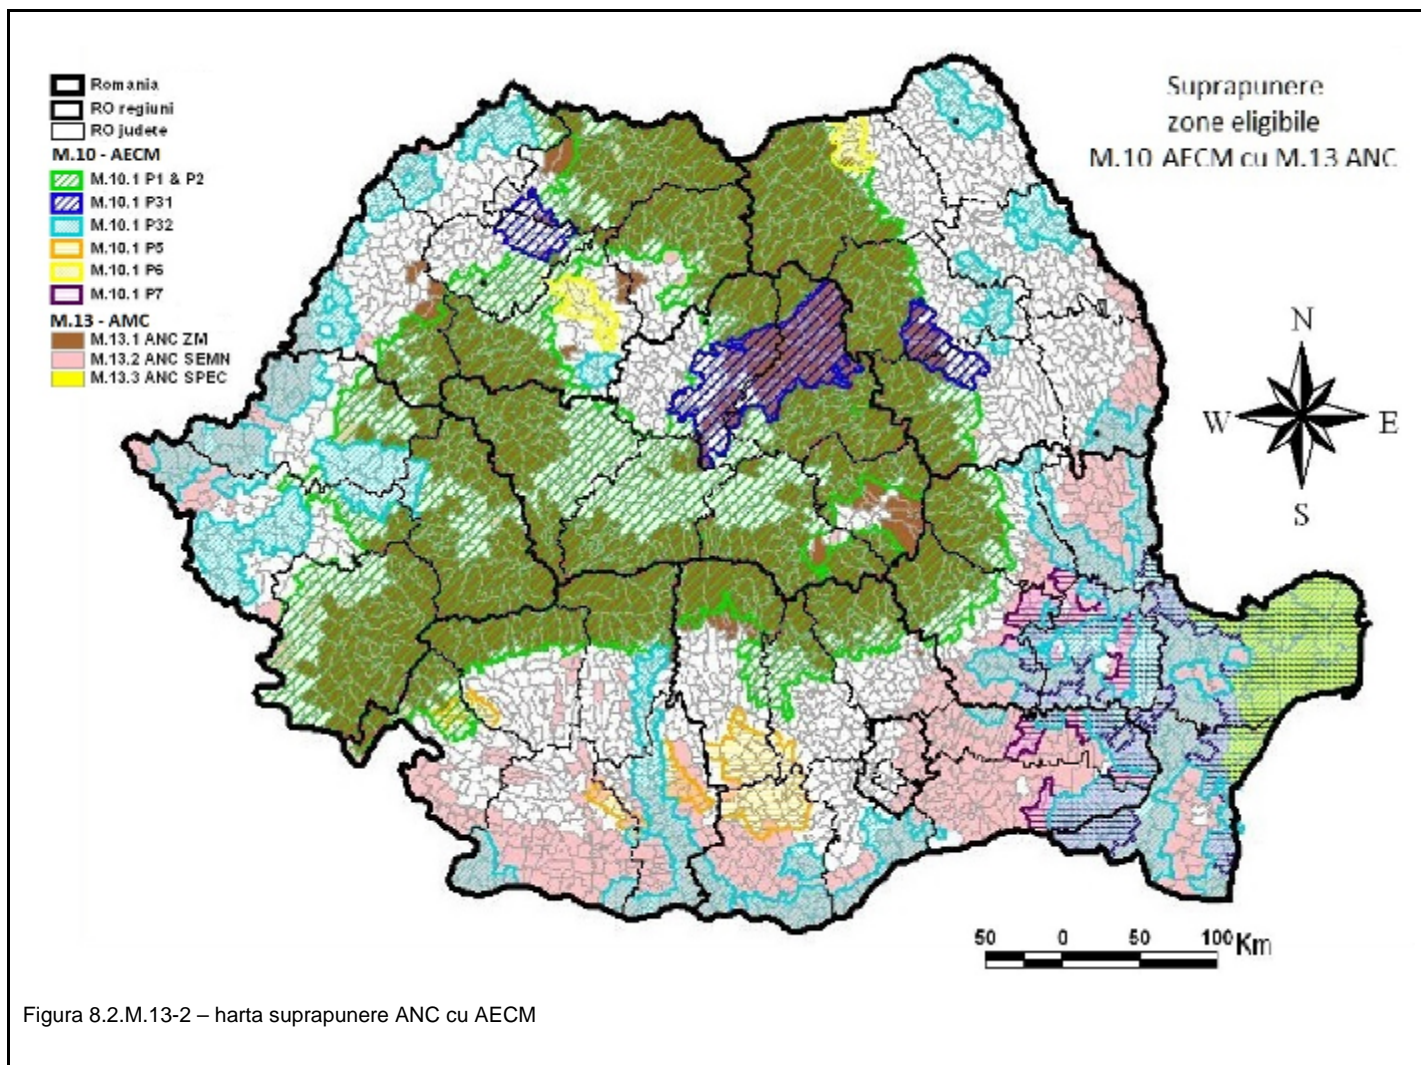 Romania
RO regiuni
RO judete
M.10 - AECM
M.10.1 P1 & P2
M.10.1 P31
M.10.1 P32
M.10.1 P5
M.10.1 P6
M.10.1 P7
M.13 - AMC
M.13.1 ANC ZM
M.13.2 ANC SEMN
M.13.3 ANC SPEC
Suprapunere
zone eligibile
M.10 AECM cu M.13 ANC
N
W E
S
50 0 50 100 Km
Figura 8.2.M.13-2 – harta suprapunere ANC cu AECM